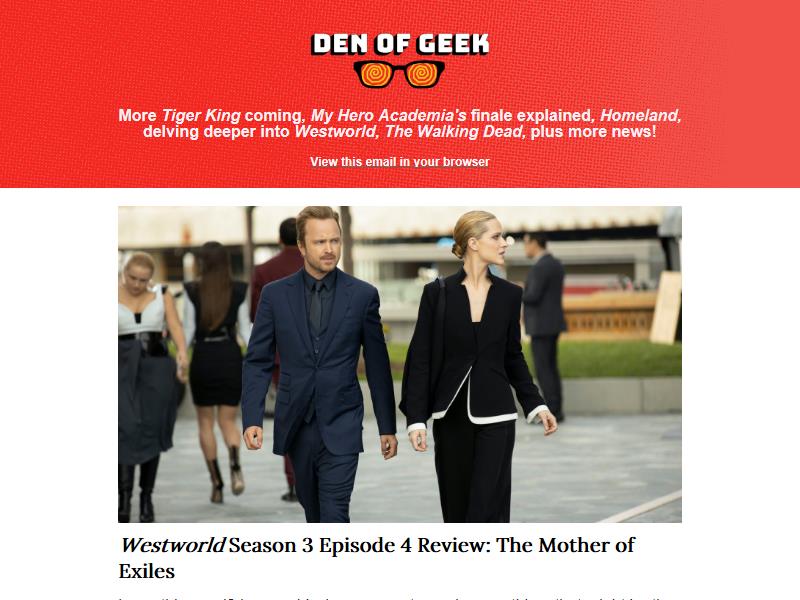 DEN OF GEEK
More Tiger King coming, My Hero Academia's finale explained, Homeland,
delving deeper into Westworld, The Walking Dead, plus more news!
View this email in your browser
Westworld Season 3 Episode 4 Review: The Mother of
Exiles